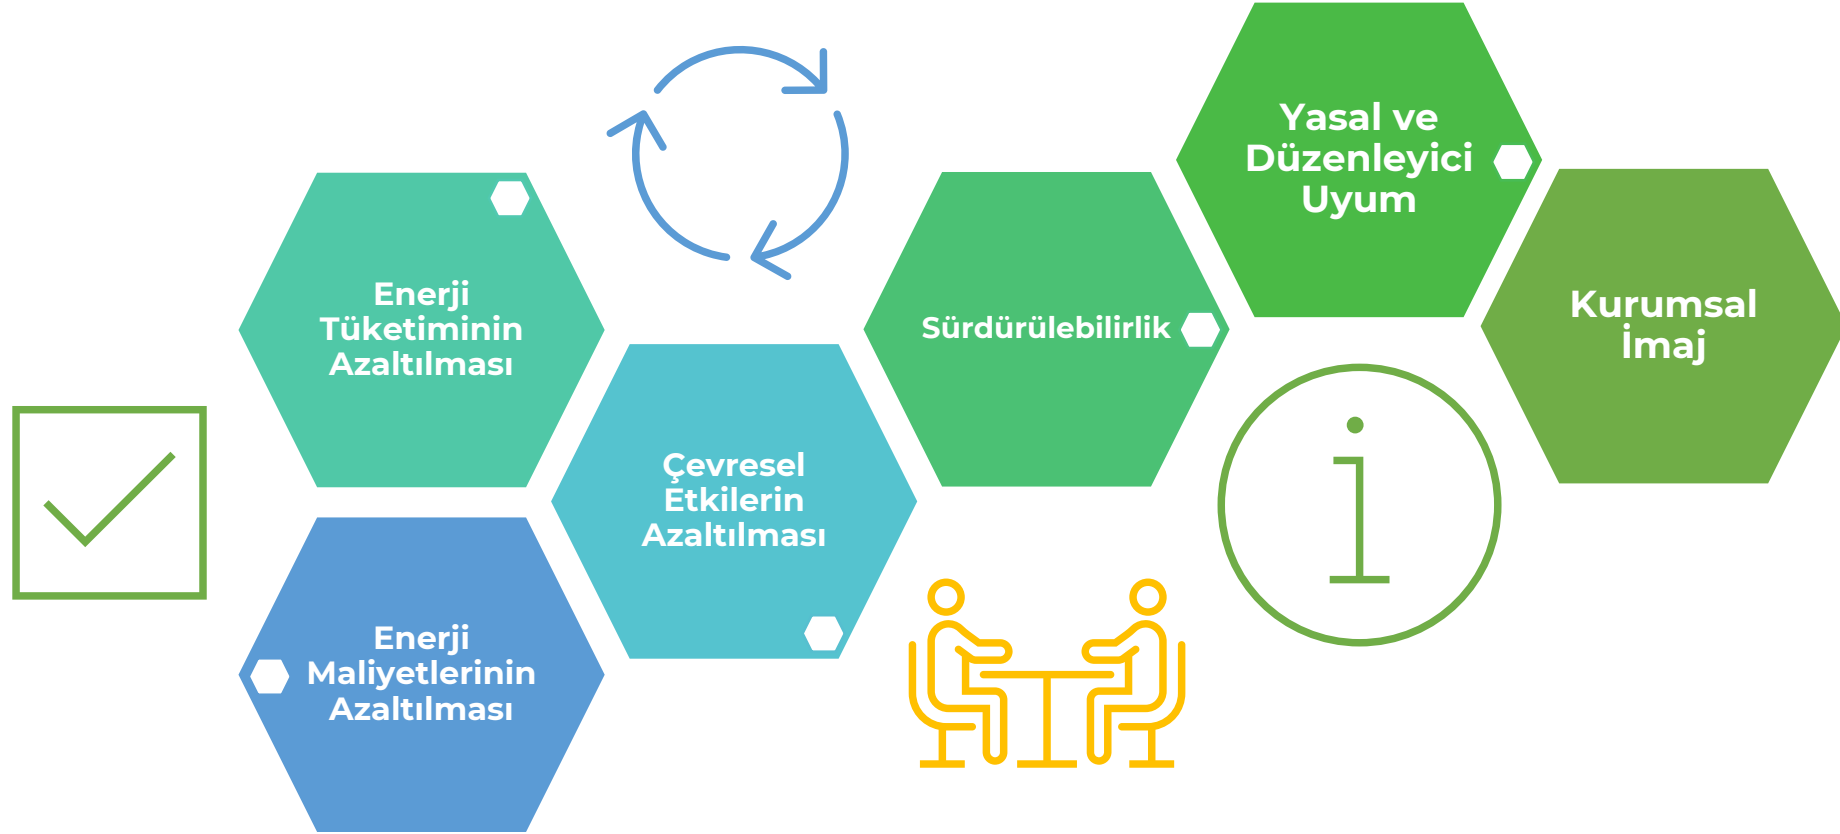 Enerji
Tüketiminin
Azaltılması
Enerji
Maliyetlerinin
Azaltılması
Çevresel
Etkilerin
Azaltılması
Sürdürülebilirlik
Yasal ve
Düzenleyici
Uyum
Kurumsal
İmaj